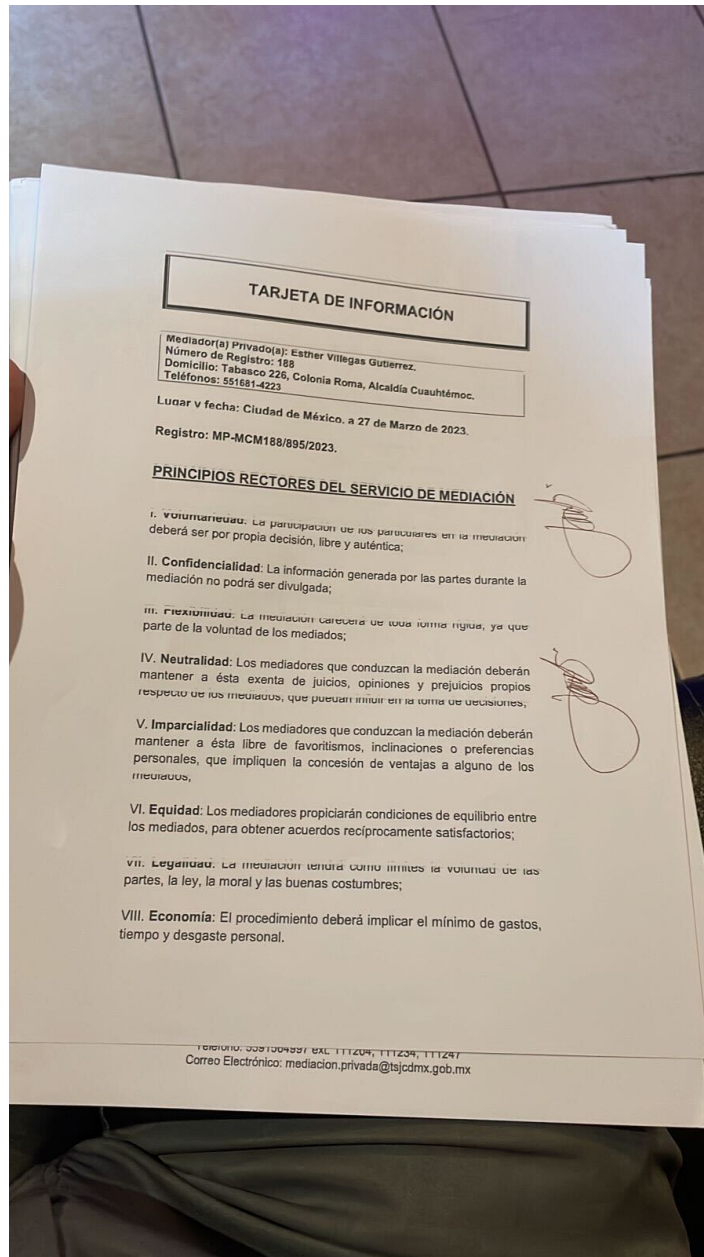 TARJETA DE INFORMACIÓN
Mediador(a) Privado(a): Esther Villegas Gutierrez.
Número de Registro: 188
Domicilio: Tabasco 226, Colonia Roma, Alcaldía Cuauhtémoc.
Teléfonos: 551681-4223
Lugar y fecha: Ciudad de México, a 27 de Marzo de 2023.
Registro: MP-MCM188/895/2023.
PRINCIPIOS RECTORES DEL SERVICIO DE MEDIACIÓN
I. Voluntariedad: La participación de los particulares en la mediación
deberá ser por propia decisión, libre y auténtica;
II. Confidencialidad: La información generada por las partes durante la
mediación no podrá ser divulgada;
III. Flexibilidad: La mediación carecerá de toda forma rígida, ya que
parte de la voluntad de los mediados;
IV. Neutralidad: Los mediadores que conduzcan la mediación deberán
mantener a ésta exenta de juicios, opiniones y prejuicios propios
respecto de los mediados, que puedan influir en la toma de decisiones;
V. Imparcialidad: Los mediadores que conduzcan la mediación deberán
mantener a ésta libre de favoritismos, inclinaciones o preferencias
personales, que impliquen la concesión de ventajas a alguno de los
mediados;
VI. Equidad: Los mediadores propiciarán condiciones de equilibrio entre
los mediados, para obtener acuerdos recíprocamente satisfactorios;
VII. Legalidad: La mediación tendrá como límites la voluntad de las
partes, la ley, la moral y las buenas costumbres;
VIII. Economía: El procedimiento deberá implicar el mínimo de gastos,
tiempo y desgaste personal.
Teléfono: 5591564997 ext. 111204, 111234, 111247
Correo Electrónico: mediacion.privada@tsjcdmx.gob.mx